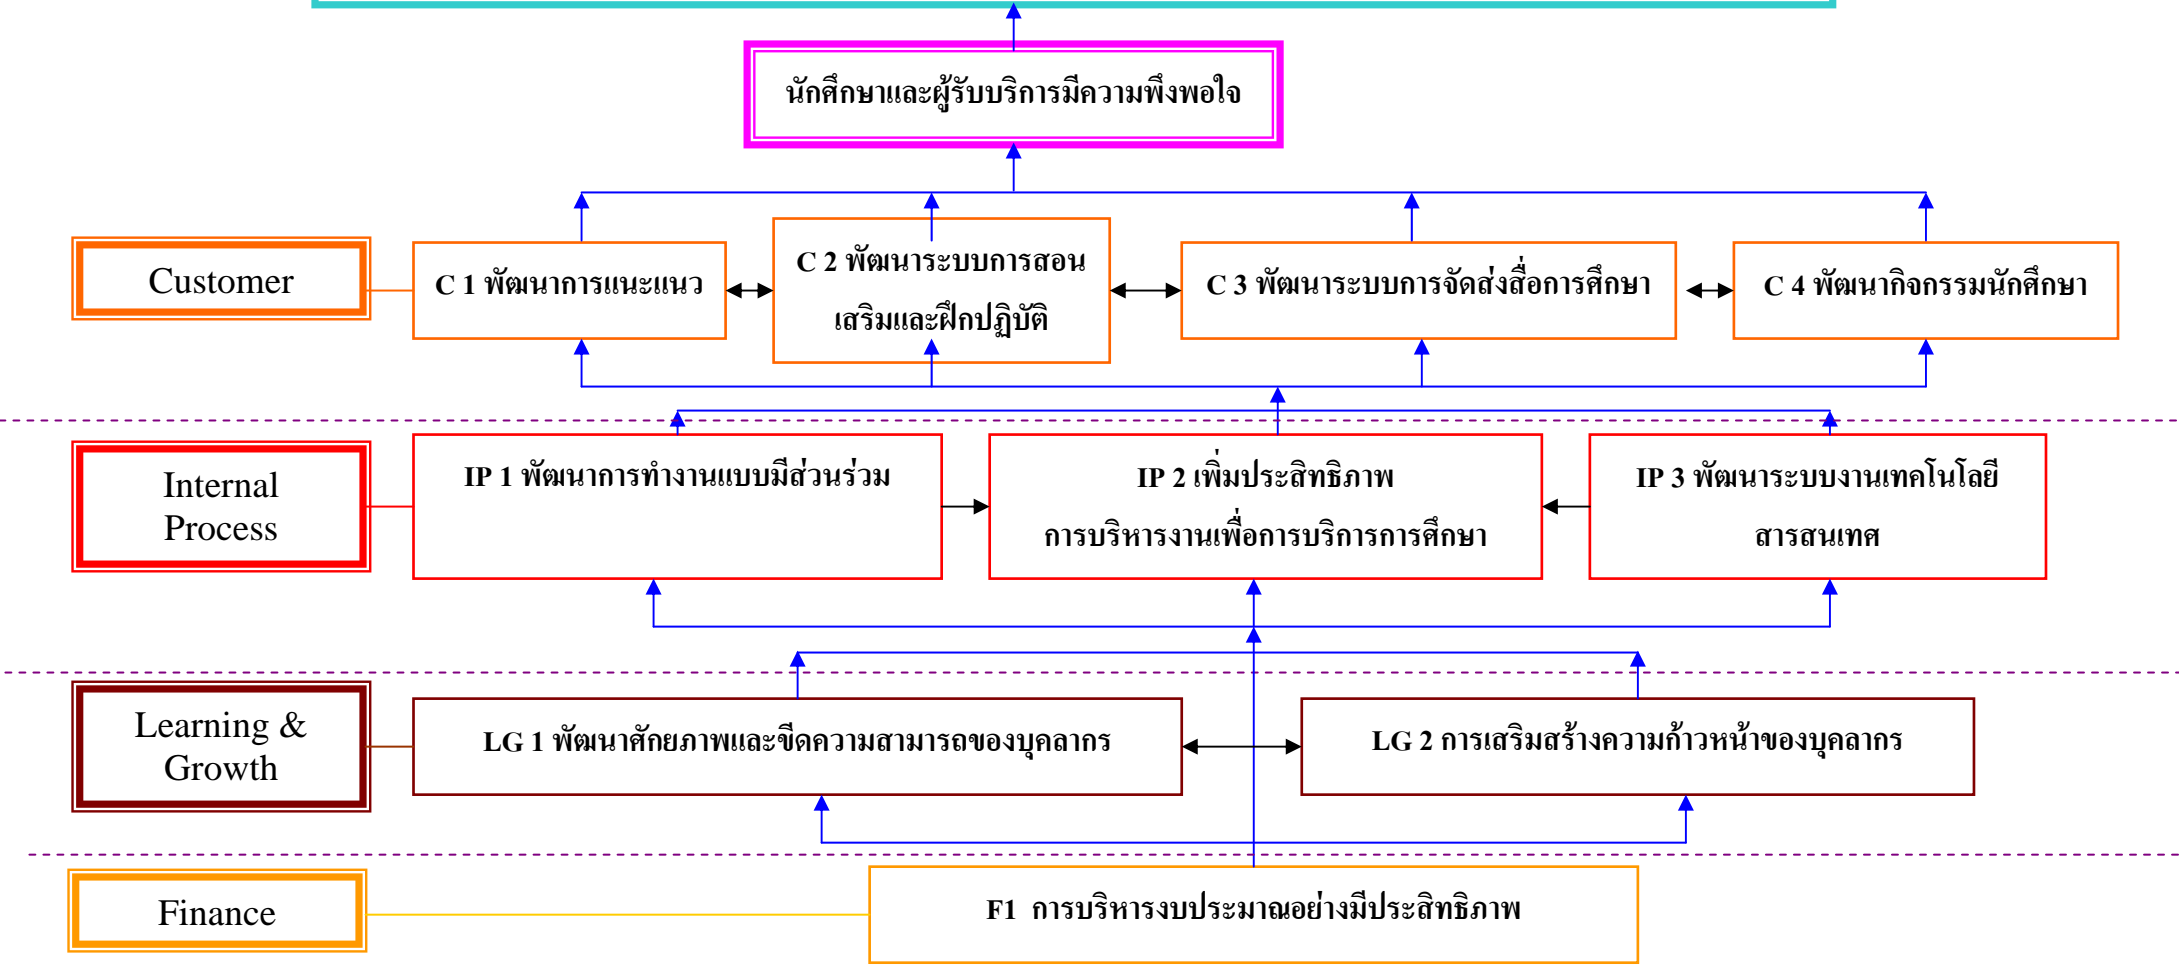 นักศึกษาและผู้รับบริการมีความพึงพอใจ
Customer
C 1 พัฒนาการแนะแนว
C 2 พัฒนาระบบการสอน
เสริมและฝึกปฏิบัติ
C 3 พัฒนาระบบการจัดส่งสื่อการศึกษา
C 4 พัฒนากิจกรรมนักศึกษา
Internal
Process
IP 1 พัฒนาการทำงานแบบมีส่วนร่วม
IP 2 เพิ่มประสิทธิภาพ
การบริหารงานเพื่อการบริการการศึกษา
IP 3 พัฒนาระบบงานเทคโนโลยี
สารสนเทศ
Learning &
Growth
LG 1 พัฒนาศักยภาพและขีดความสามารถของบุคลากร
LG 2 การเสริมสร้างความก้าวหน้าของบุคลากร
Finance
F1 การบริหารงบประมาณอย่างมีประสิทธิภาพ